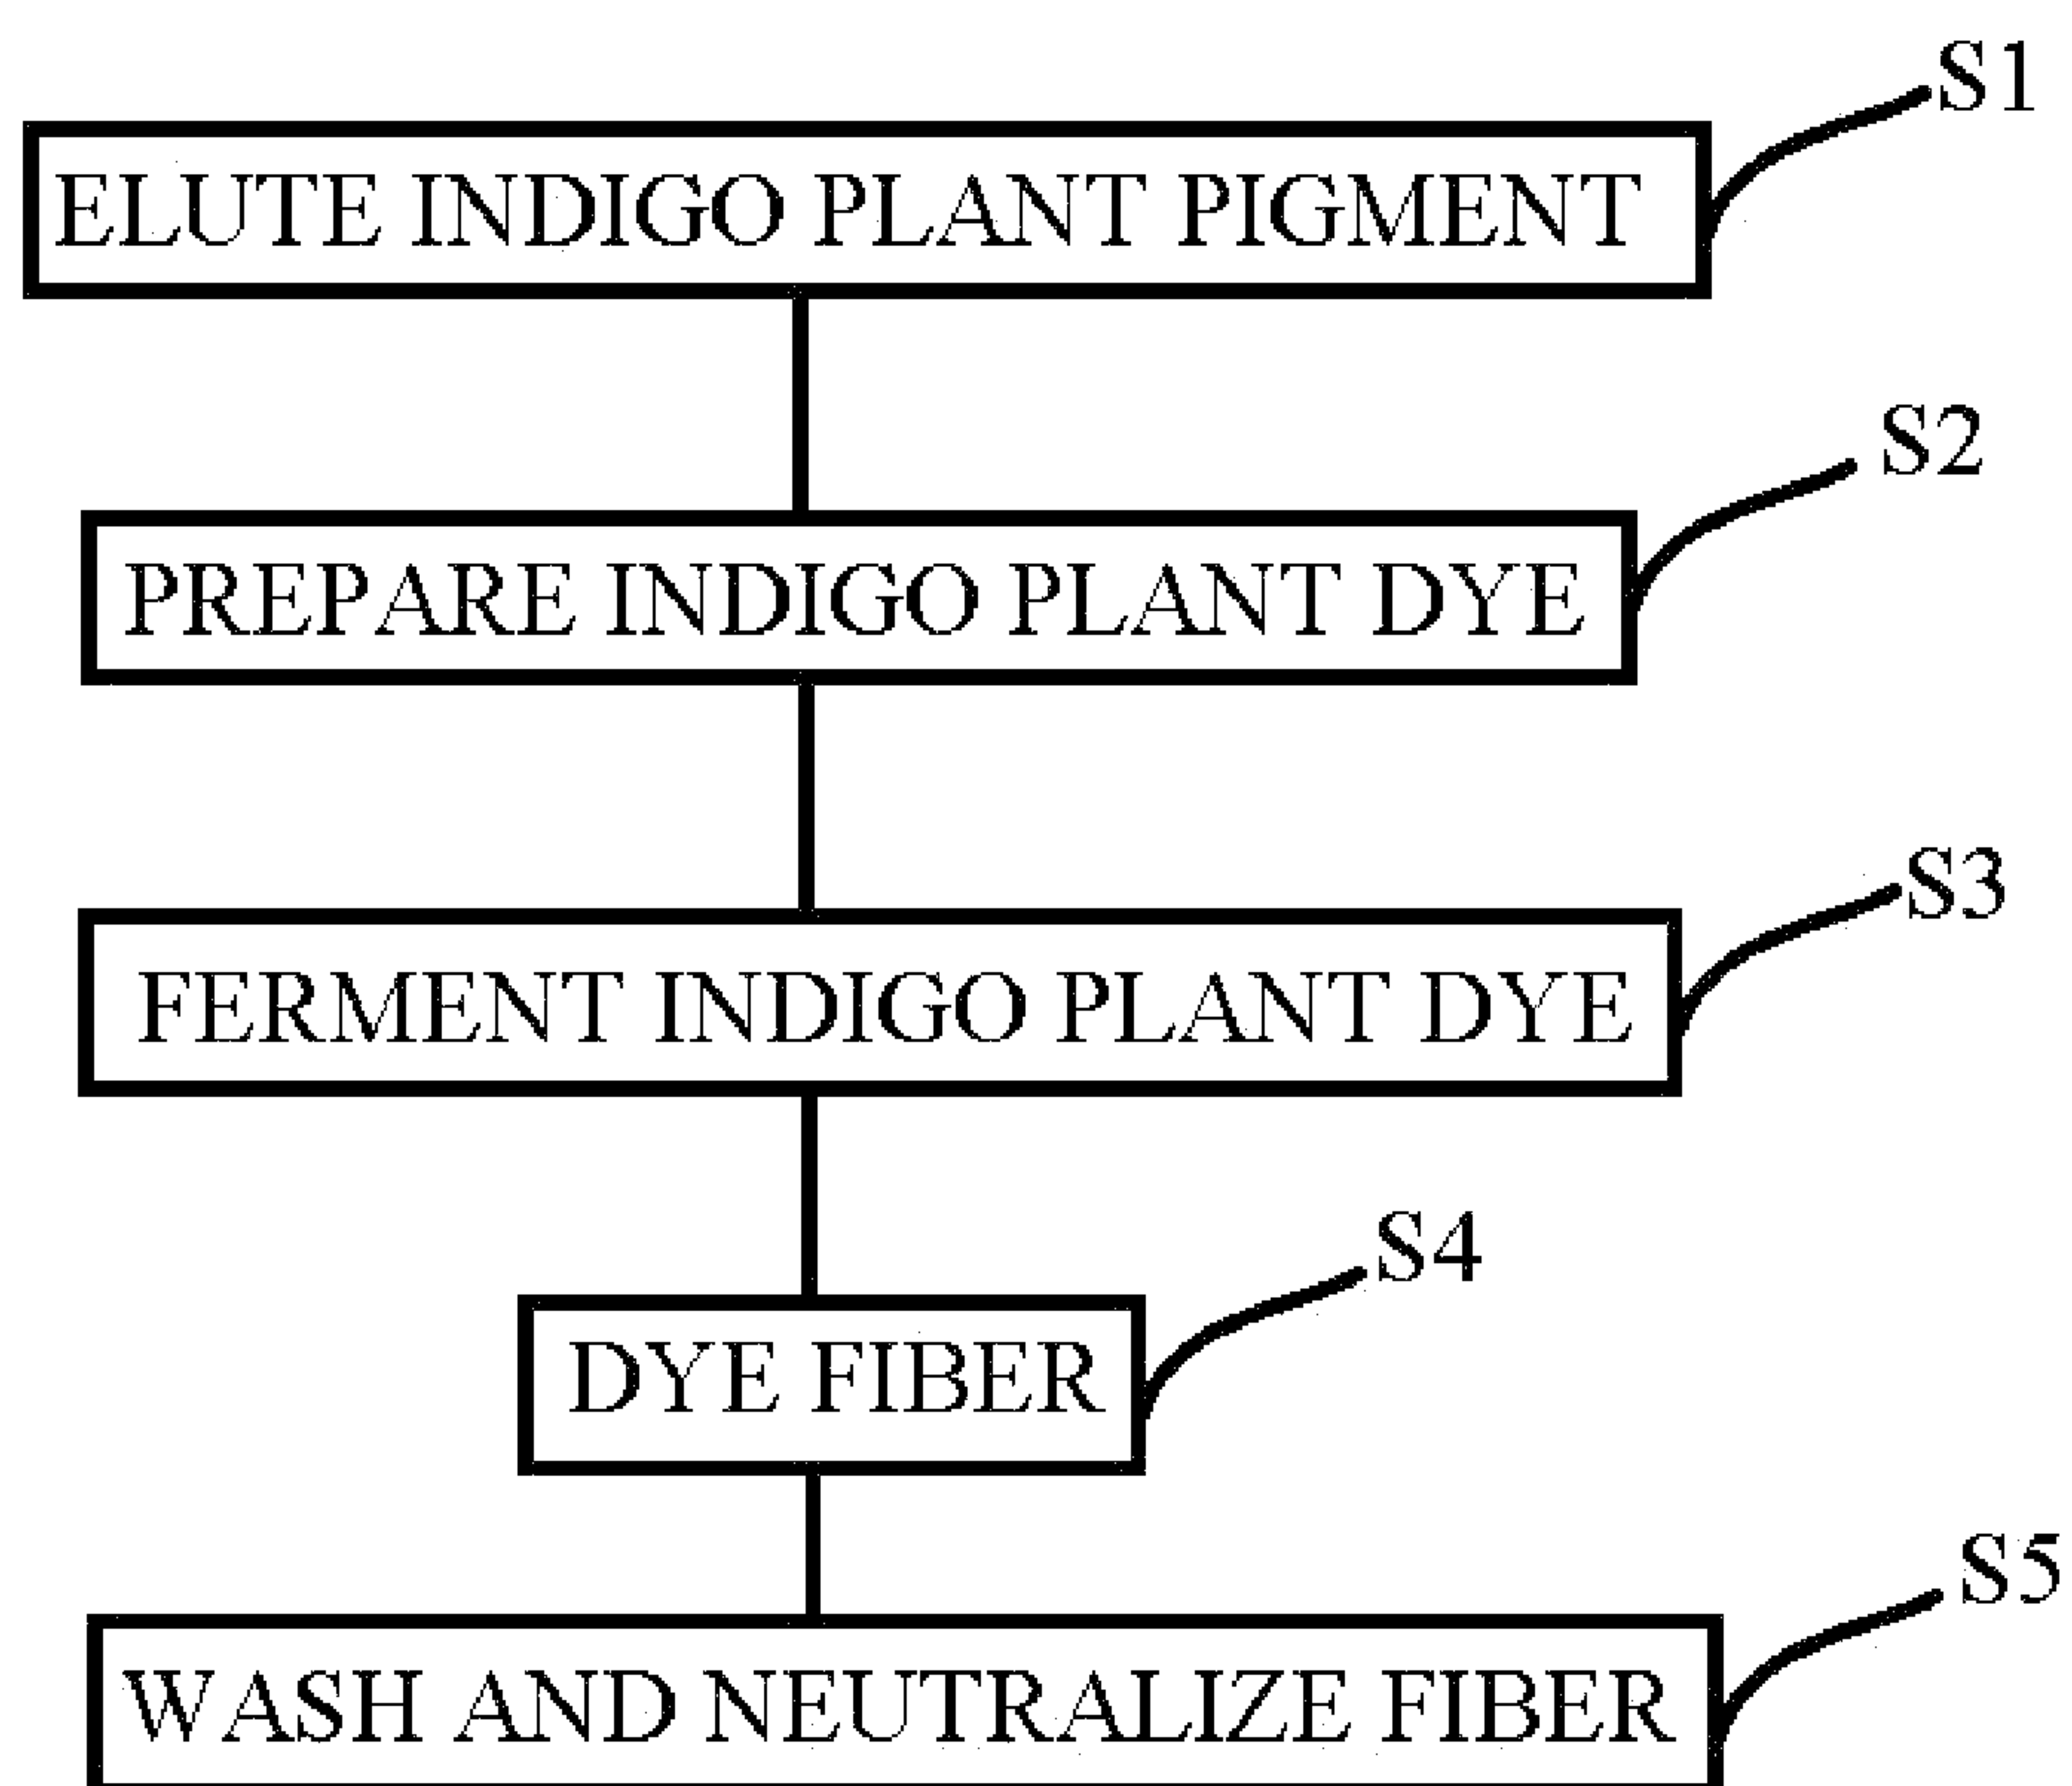 S1
ELUTE INDIGO PLANT PIGMENT
S2
PREPARE INDIGO PLANT DYE
S3
FERMENT INDIGO PLANT DYE
S4
DYE FIBER
S5
WASH AND NEUTRALIZE FIBER